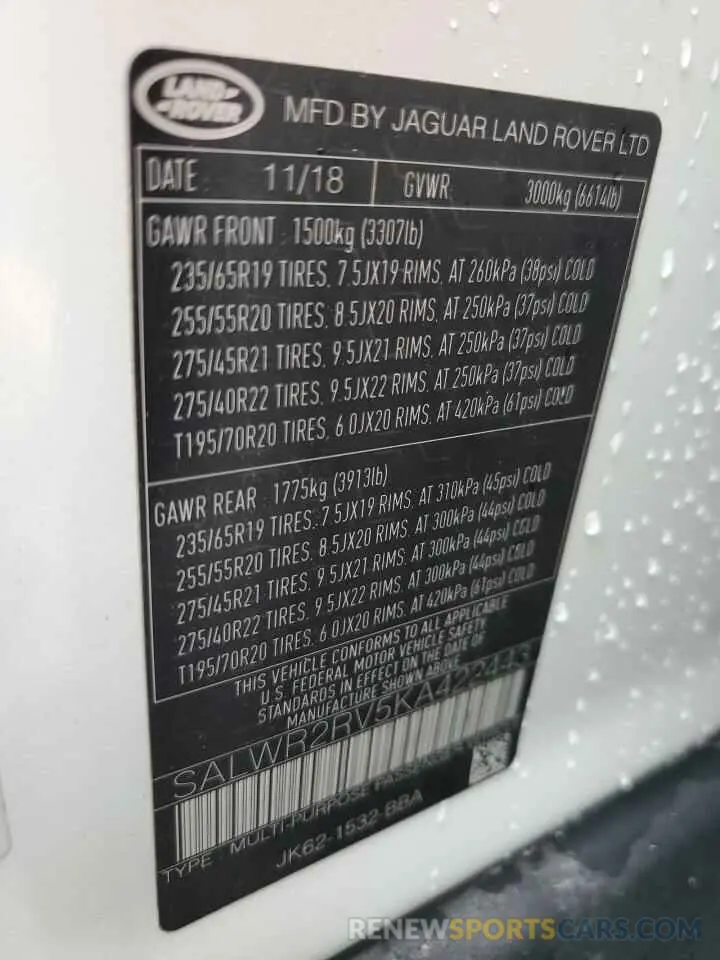 LAND ROVER
MFD BY JAGUAR LAND ROVER LTD
DATE : 11/18 GVWR 3000kg (6614lb)
GAWR FRONT : 1500kg (3307lb)
235/65R19 TIRES, 7.5JX19 RIMS, AT 260kPa (38psi) COLD
255/55R20 TIRES, 8.5JX20 RIMS, AT 250kPa (37psi) COLD
275/45R21 TIRES, 9.5JX21 RIMS, AT 250kPa (37psi) COLD
275/40R22 TIRES, 9.5JX22 RIMS, AT 250kPa (37psi) COLD
T195/70R20 TIRES, 6.0JX20 RIMS, AT 420kPa (61psi) COLD
GAWR REAR : 1775kg (3913lb)
235/65R19 TIRES, 7.5JX19 RIMS, AT 310kPa (45psi) COLD
255/55R20 TIRES, 8.5JX20 RIMS, AT 300kPa (44psi) COLD
275/45R21 TIRES, 9.5JX21 RIMS, AT 300kPa (44psi) COLD
275/40R22 TIRES, 9.5JX22 RIMS, AT 300kPa (44psi) COLD
T195/70R20 TIRES, 6.0JX20 RIMS, AT 420kPa (61psi) COLD
THIS VEHICLE CONFORMS TO ALL APPLICABLE
U.S. FEDERAL MOTOR VEHICLE SAFETY
STANDARDS IN EFFECT ON THE DATE OF
MANUFACTURE SHOWN ABOVE
SALWR2RV5KA422443
TYPE : MULTI-PURPOSE PASSENGER
JK62-1532-BBA
RENEWSPORTSCARS.COM